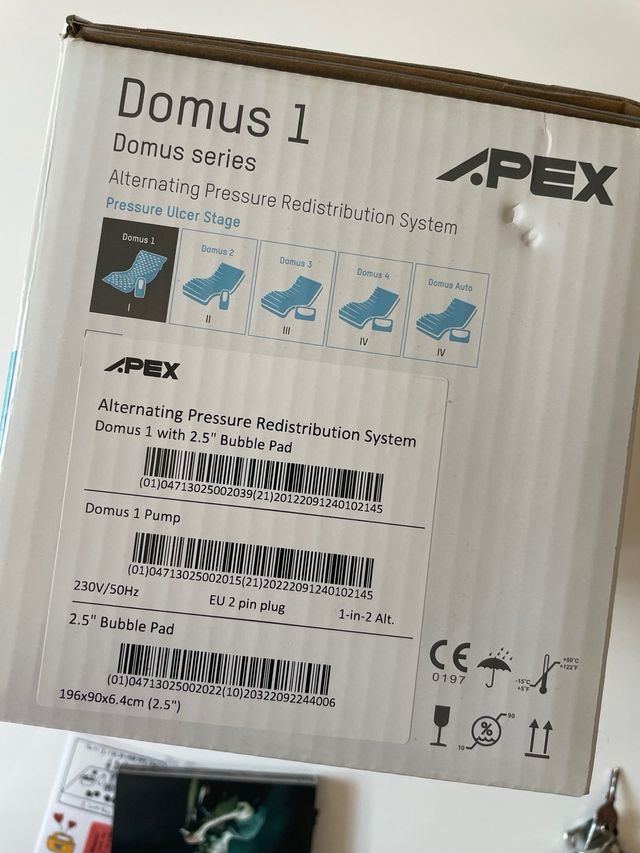 Domus 1
Domus series
APEX
Alternating Pressure Redistribution System
Pressure Ulcer Stage
Domus 1
Domus 2
Domus 3
Domus 4
Domus Auto
I
II
III
IV
IV
APEX
Alternating Pressure Redistribution System
Domus 1 with 2.5" Bubble Pad
(01)04713025002039(21)20122091240102145
Domus 1 Pump
(01)04713025002015(21)20222091240102145
230V/50Hz
EU 2 pin plug
1-in-2 Alt.
2.5" Bubble Pad
(01)04713025002022(10)20322092244006
196x90x6.4cm (2.5")
CE
0197
+50°C
+122°F
-15°C
+5°F
90
%
10